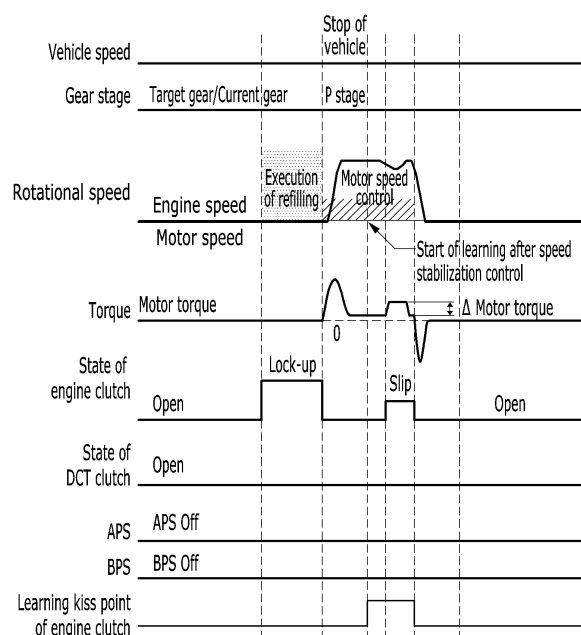 Stop of
vehicle
Vehicle speed
Gear stage
Target gear/Current gear
P stage
Rotational speed
Execution
of refilling
Motor speed
control
Engine speed
Motor speed
Start of learning after speed
stabilization control
Torque
Motor torque
0
Δ Motor torque
State of
engine clutch
Open
Lock-up
Slip
Open
State of
DCT clutch
Open
APS
APS Off
BPS
BPS Off
Learning kiss point
of engine clutch